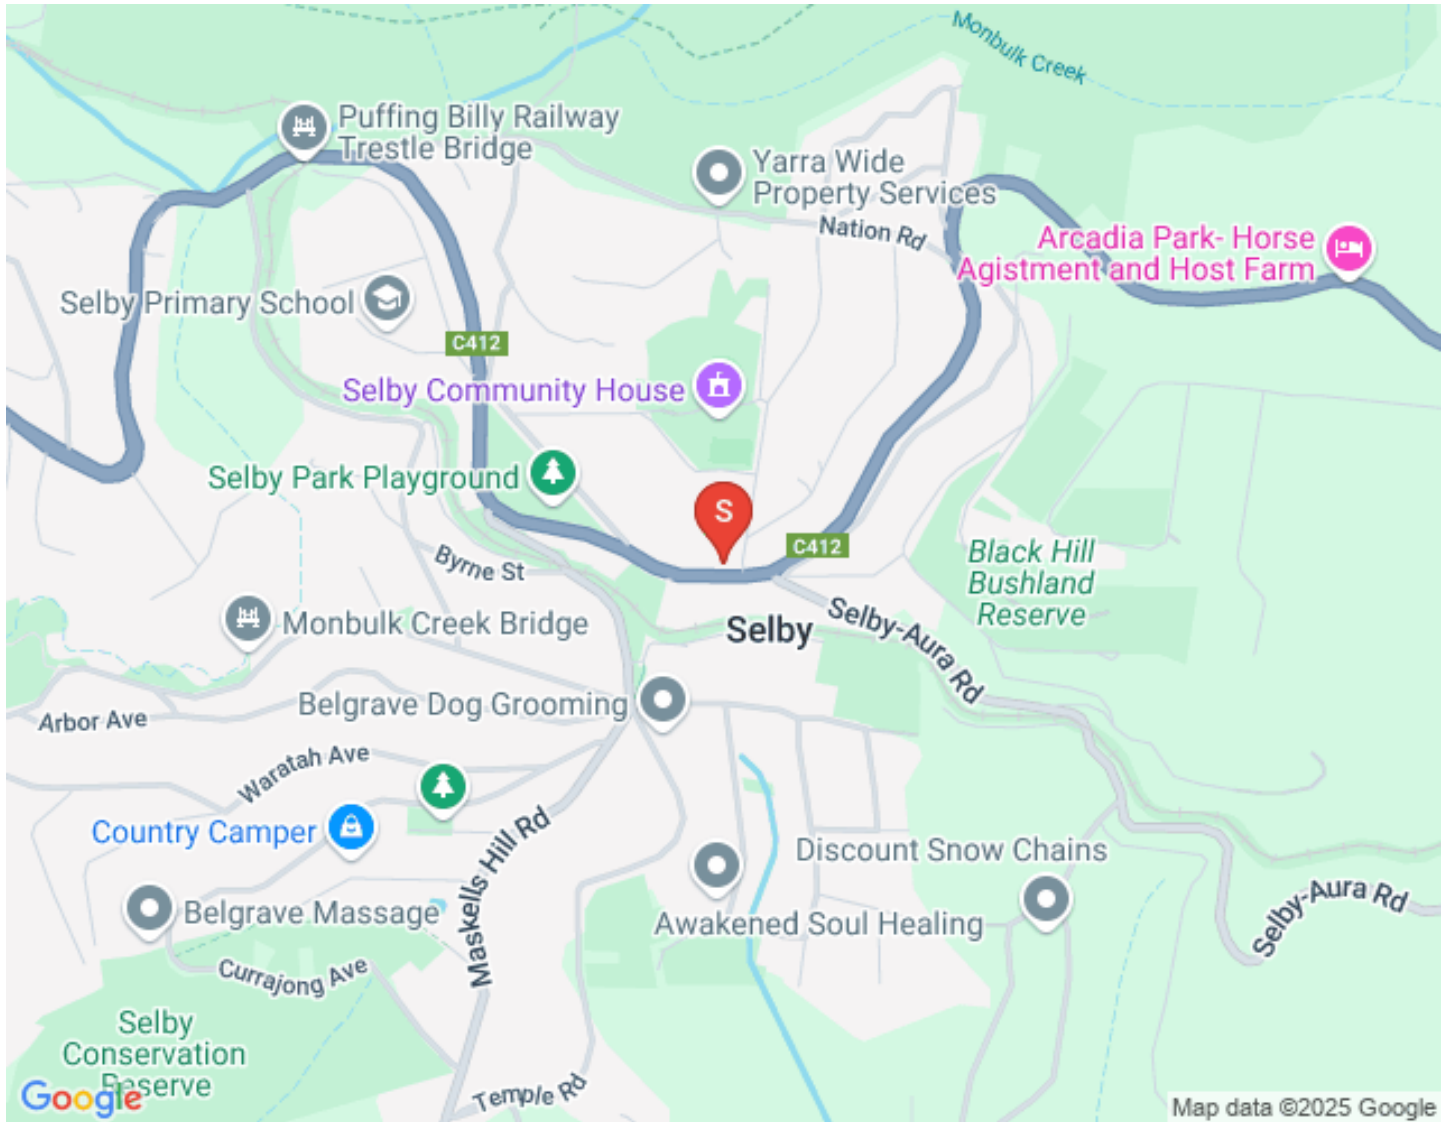 Monbulk Creek
Puffing Billy Railway
Trestle Bridge
Yarra Wide
Property Services
Nation Rd
Arcadia Park- Horse
Agistment and Host Farm
Selby Primary School
C412
Selby Community House
Selby Park Playground
S
C412
Byrne St
Black Hill
Bushland
Reserve
Monbulk Creek Bridge
Selby
Selby-Aura Rd
Belgrave Dog Grooming
Arbor Ave
Waratah Ave
Country Camper
Maskells Hill Rd
Discount Snow Chains
Belgrave Massage
Awakened Soul Healing
Selby-Aura Rd
Currajong Ave
Selby
Conservation
Reserve
Temple Rd
Google
Map data ©2025 Google